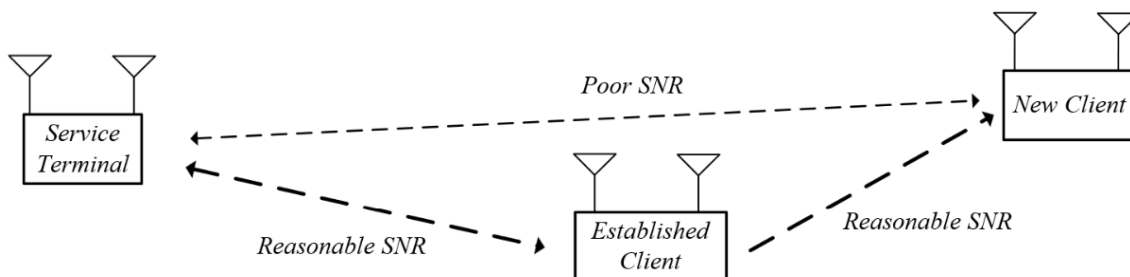 Poor SNR
New Client
Service
Terminal
Reasonable SNR
Established
Client
Reasonable SNR